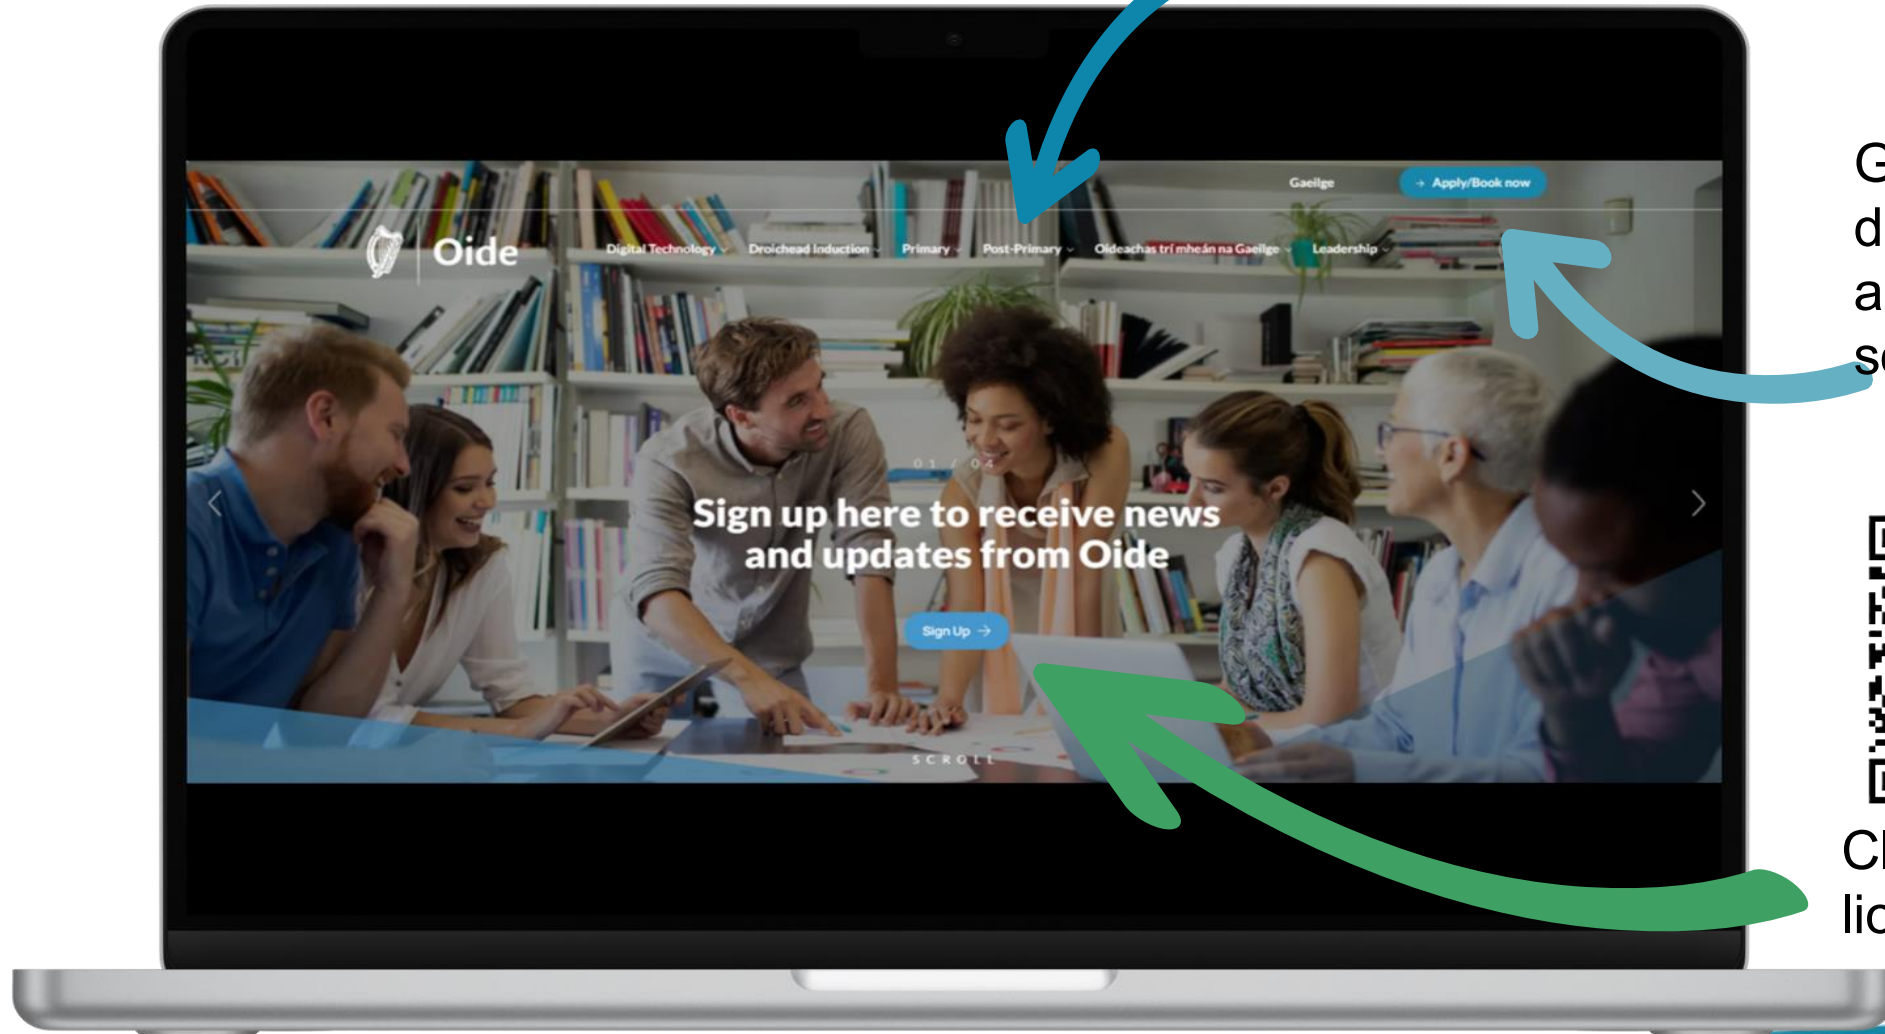 Gaeilge
→ Apply/Book now
Oide
Digital Technology
Droichead Induction
Primary
Post-Primary
Oideachas trí mheán na Gaeilge
Leadership
01 / 04
Sign up here to receive news
and updates from Oide
Sign Up →
SCROLL